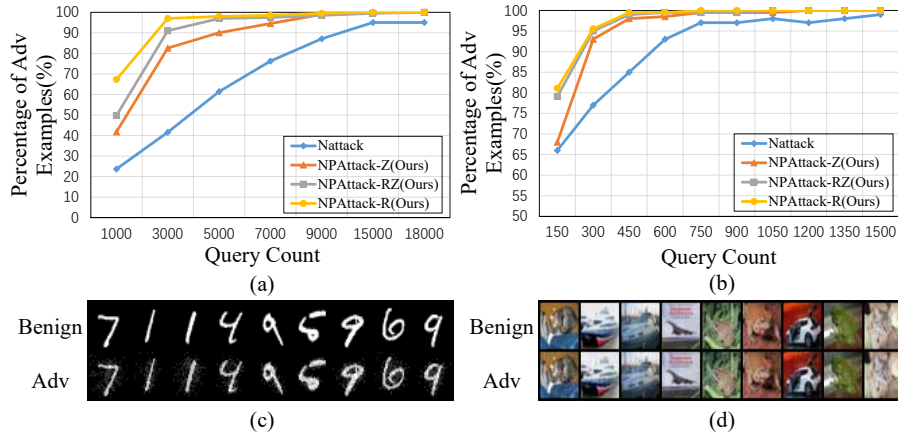 Percentage of Adv
Examples(%)
100
90
80
70
60
50
40
30
20
10
0
Nattack
NPAttack-Z(Ours)
NPAttack-RZ(Ours)
NPAttack-R(Ours)
1000 3000 5000 7000 9000 15000 18000
Query Count
(a)
Percentage of Adv
Examples(%)
100
95
90
85
80
75
70
65
60
55
50
Nattack
NPAttack-Z(Ours)
NPAttack-RZ(Ours)
NPAttack-R(Ours)
150 300 450 600 750 900 1050 1200 1350 1500
Query Count
(b)
Benign 7 1 1 4 9 5 9 6 9
Adv 7 1 1 4 9 5 9 6 9
(c)
Benign
Adv
(d)